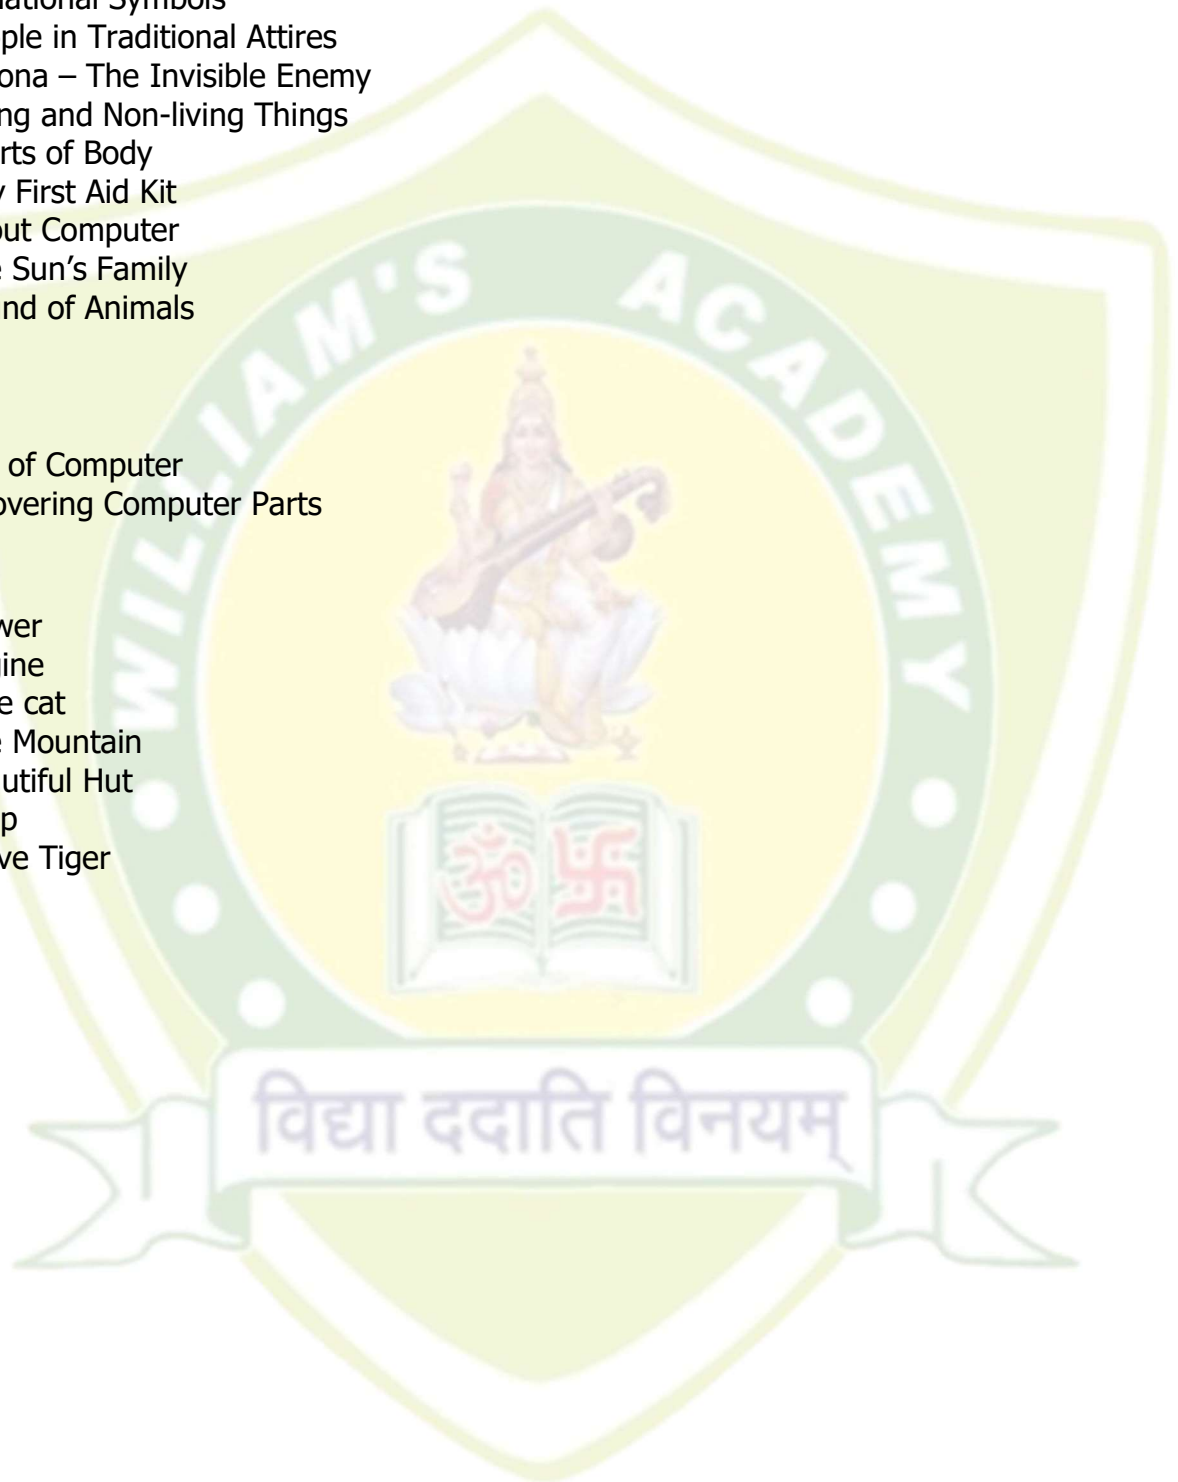 ational Symbols
ple in Traditional Attires
ona – The Invisible Enemy
ng and Non-living Things
rts of Body
y First Aid Kit
out Computer
e Sun’s Family
nd of Animals
of Computer
overing Computer Parts
wer
gine
e cat
e Mountain
utiful Hut
p
ve Tiger
WILLIAM'S ACADEMY
ॐ 卐
विद्या ददाति विनयम्